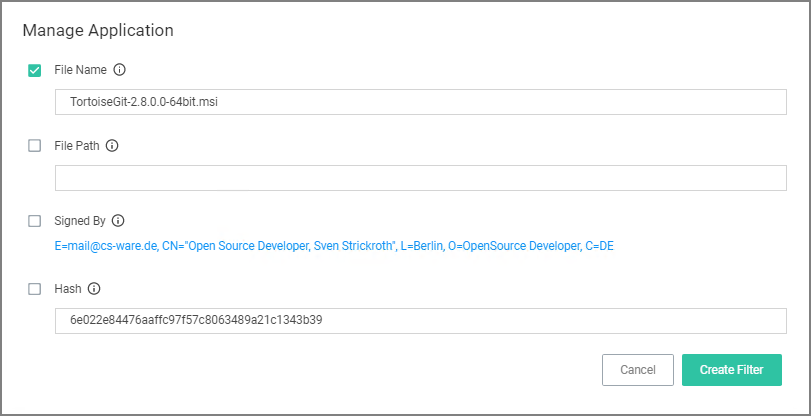 Manage Application
File Name
TortoiseGit-2.8.0.0-64bit.msi
File Path
Signed By
E=mail@cs-ware.de, CN="Open Source Developer, Sven Strickroth", L=Berlin, O=OpenSource Developer, C=DE
Hash
6e022e84476aaffc97f57c8063489a21c1343b39
Cancel
Create Filter